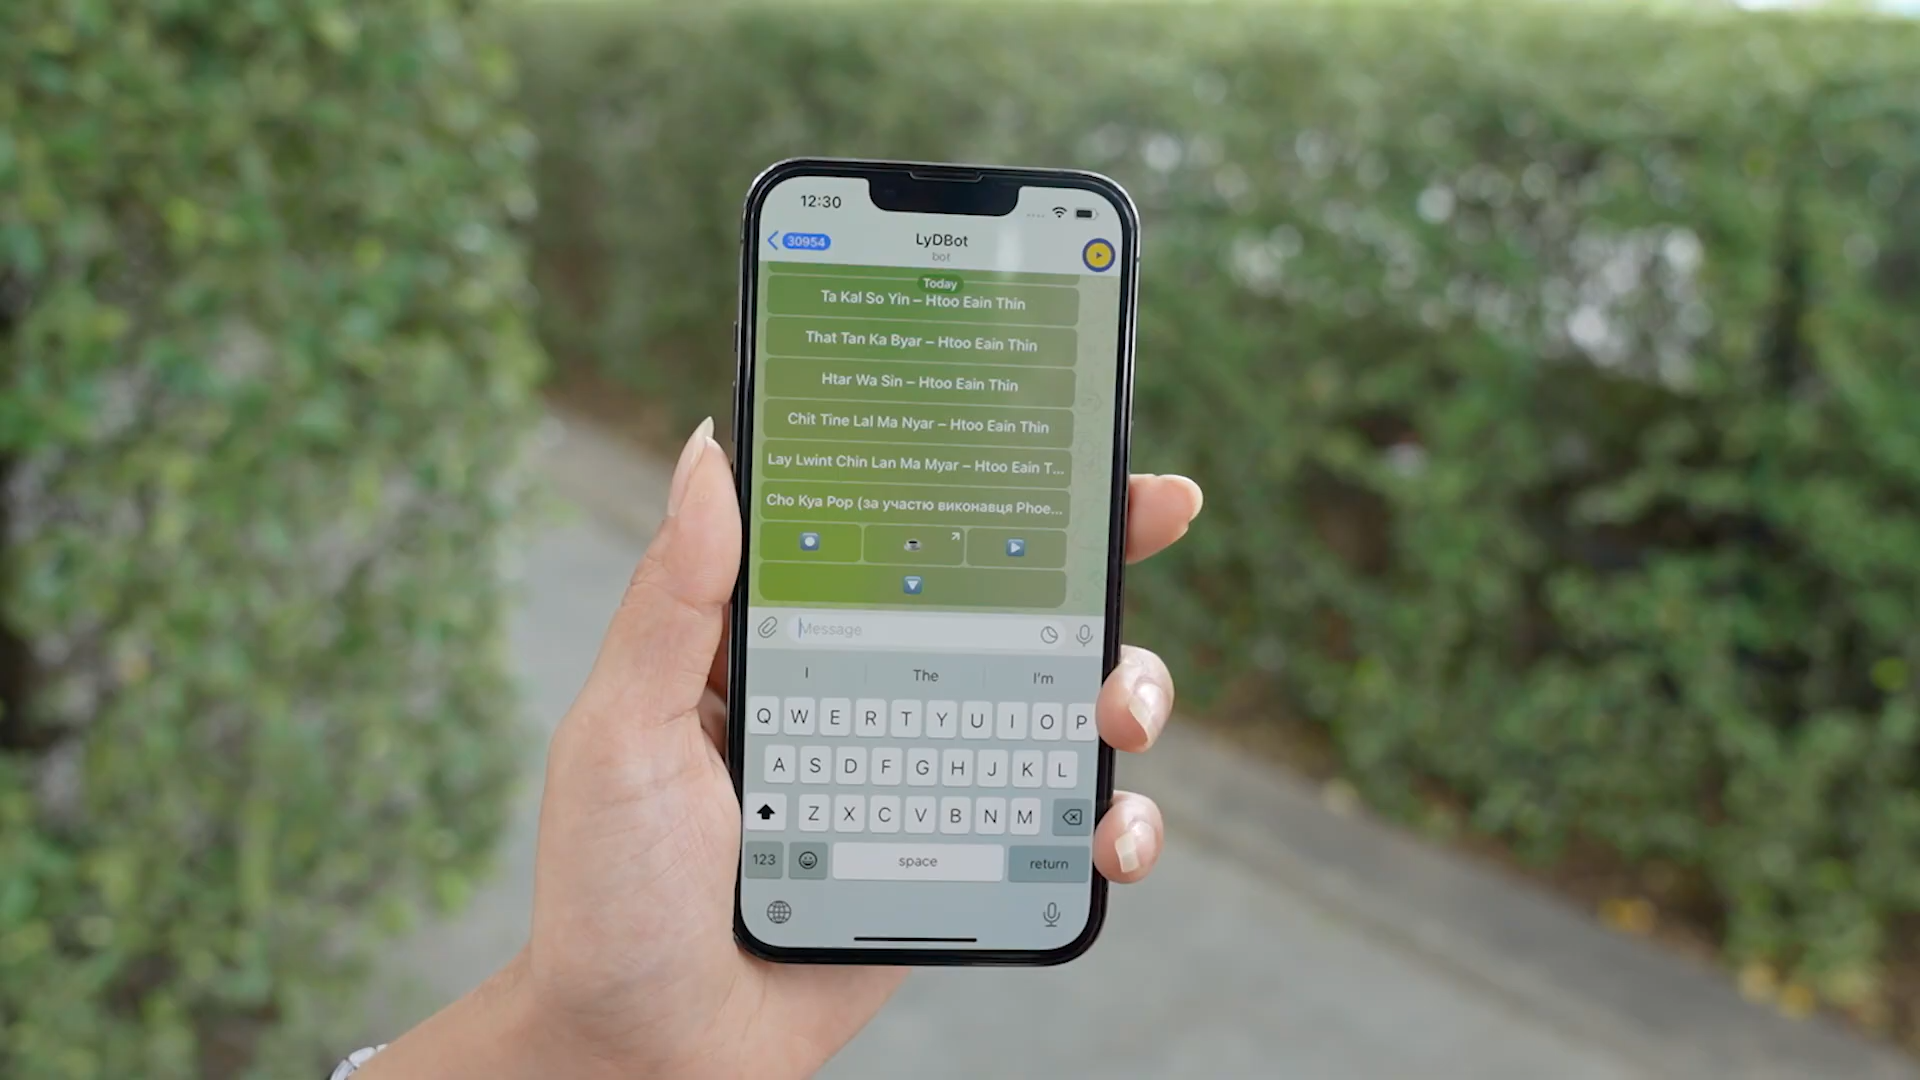 12:30
30954
LyDBot
bot
Today
Ta Kal So Yin – Htoo Eain Thin
That Tan Ka Byar – Htoo Eain Thin
Htar Wa Sin – Htoo Eain Thin
Chit Tine Lal Ma Nyar – Htoo Eain Thin
Lay Lwint Chin Lan Ma Myar – Htoo Eain T...
Cho Kya Pop (за участю виконавця Phoe...
Message
I The I'm
Q W E R T Y U I O P
A S D F G H J K L
Z X C V B N M
123 space return